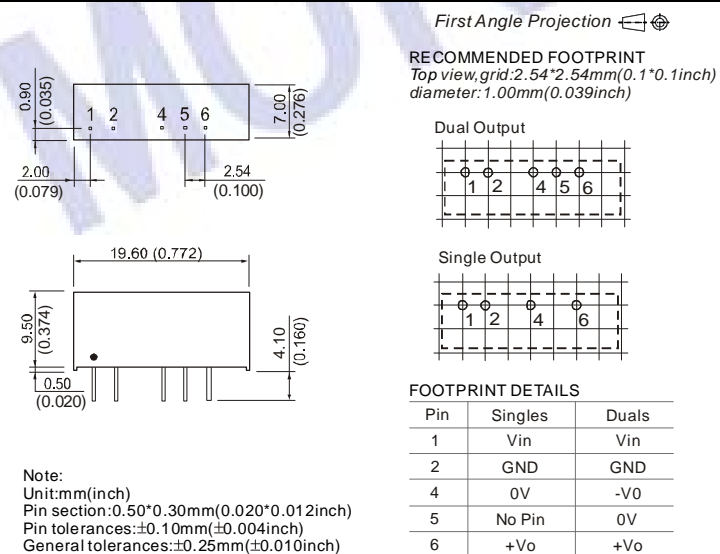 First Angle Projection
RECOMMENDED FOOTPRINT
Top view,grid:2.54*2.54mm(0.1*0.1inch)
diameter:1.00mm(0.039inch)
0.90
(0.035)
1 2 4 5 6
7.00
(0.276)
2.00
(0.079)
2.54
(0.100)
Dual Output
1 2 4 5 6
19.60 (0.772)
9.50
(0.374)
4.10
(0.160)
0.50
(0.020)
Single Output
1 2 4 6
FOOTPRINT DETAILS
Pin Singles Duals
1 Vin Vin
2 GND GND
4 0V -V0
5 No Pin 0V
6 +Vo +Vo
Note:
Unit:mm(inch)
Pin section:0.50*0.30mm(0.020*0.012inch)
Pin tolerances:±0.10mm(±0.004inch)
General tolerances:±0.25mm(±0.010inch)